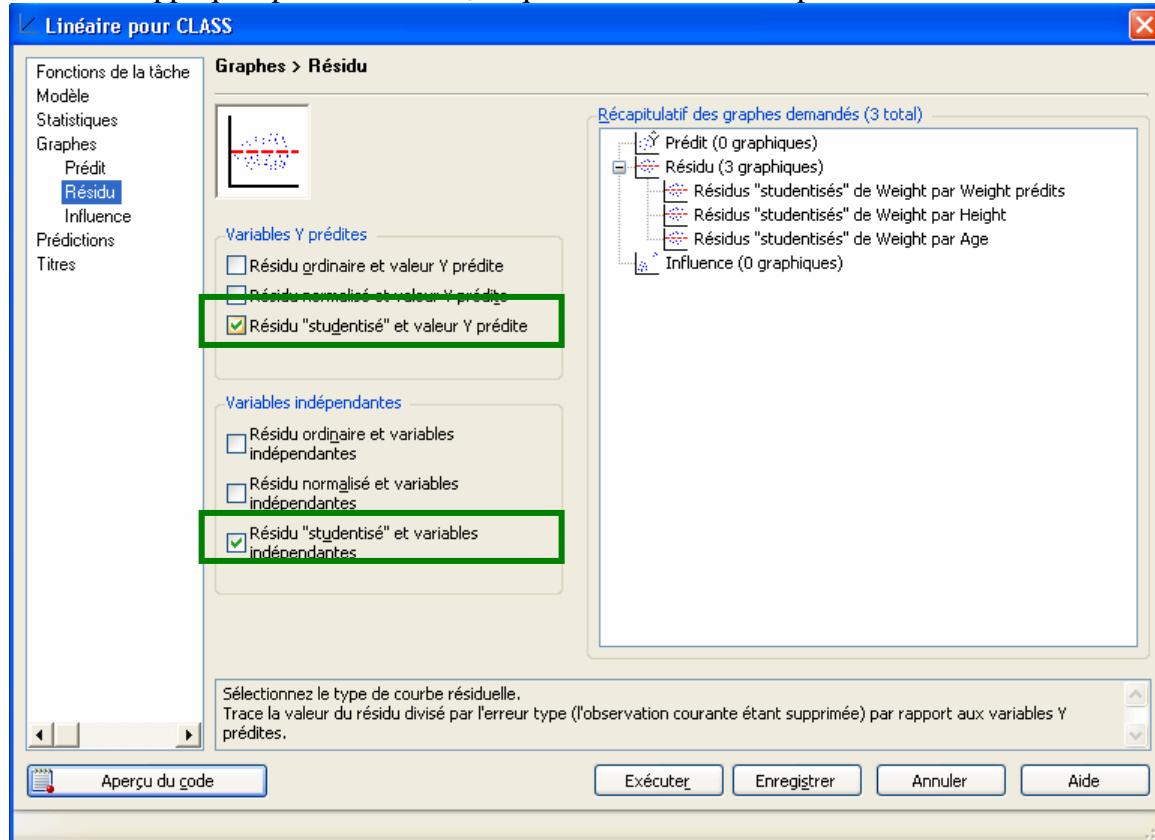 Linéaire pour CLASS
Fonctions de la tâche
Modèle
Statistiques
Graphes
Prédit
Résidu
Influence
Prédictions
Titres
Graphes > Résidu
Variables Y prédites
Résidu ordinaire et valeur Y prédite
Résidu normalisé et valeur Y prédite
Résidu "studentisé" et valeur Y prédite
Variables indépendantes
Résidu ordinaire et variables
indépendantes
Résidu normalisé et variables
indépendantes
Résidu "studentisé" et variables
indépendantes
Récapitulatif des graphes demandés (3 total)
Prédit (0 graphiques)
Résidu (3 graphiques)
Résidus "studentisés" de Weight par Weight prédits
Résidus "studentisés" de Weight par Height
Résidus "studentisés" de Weight par Age
Influence (0 graphiques)
Sélectionnez le type de courbe résiduelle.
Trace la valeur du résidu divisé par l'erreur type (l'observation courante étant supprimée) par rapport aux variables Y
prédites.
Aperçu du code
Exécuter
Enregistrer
Annuler
Aide